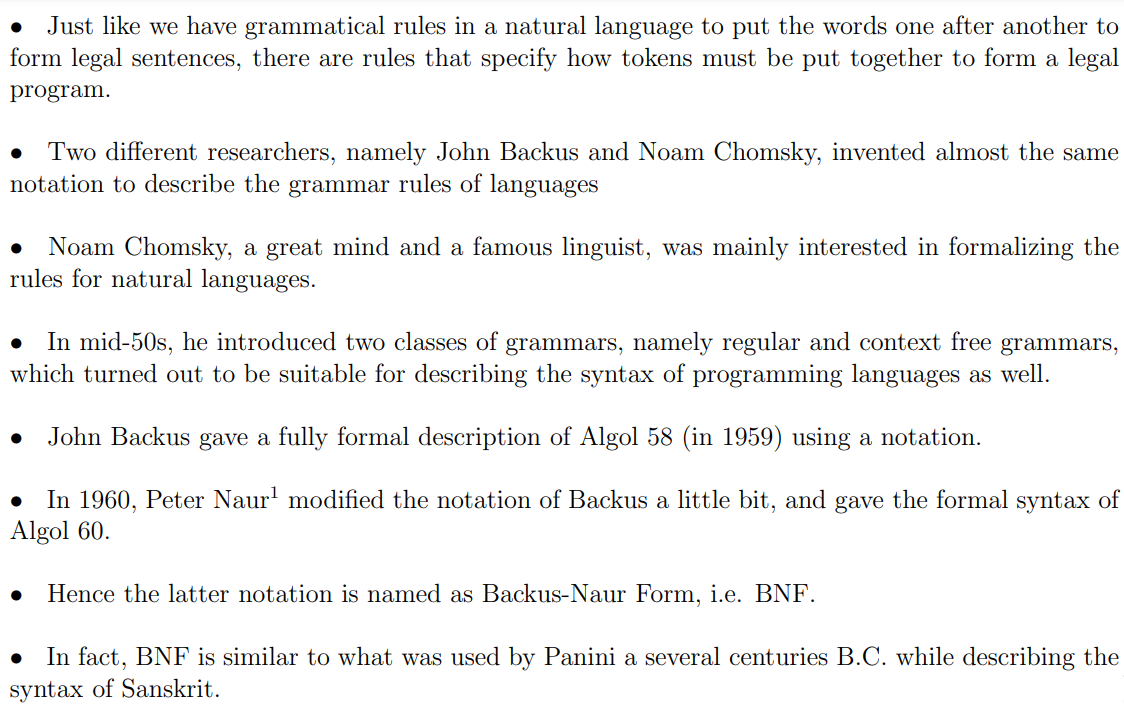 • Just like we have grammatical rules in a natural language to put the words one after another to
form legal sentences, there are rules that specify how tokens must be put together to form a legal
program.
• Two different researchers, namely John Backus and Noam Chomsky, invented almost the same
notation to describe the grammar rules of languages
• Noam Chomsky, a great mind and a famous linguist, was mainly interested in formalizing the
rules for natural languages.
• In mid-50s, he introduced two classes of grammars, namely regular and context free grammars,
which turned out to be suitable for describing the syntax of programming languages as well.
• John Backus gave a fully formal description of Algol 58 (in 1959) using a notation.
• In 1960, Peter Naur¹ modified the notation of Backus a little bit, and gave the formal syntax of
Algol 60.
• Hence the latter notation is named as Backus-Naur Form, i.e. BNF.
• In fact, BNF is similar to what was used by Panini a several centuries B.C. while describing the
syntax of Sanskrit.